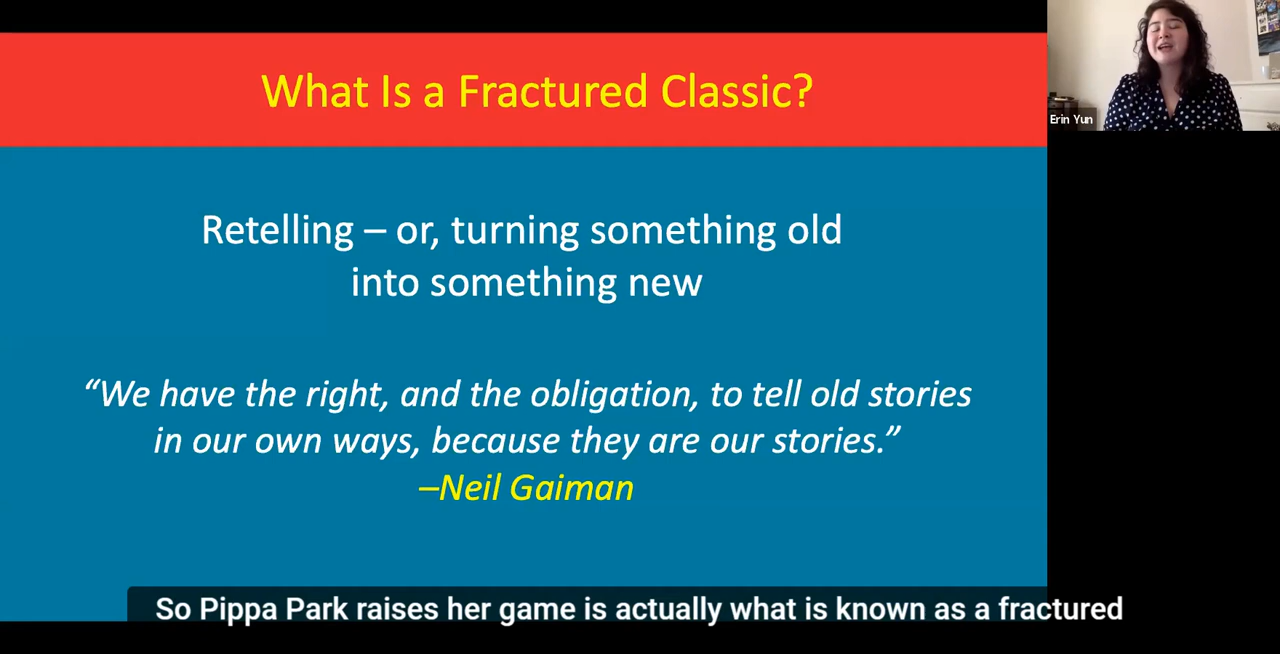 What Is a Fractured Classic?
Erin Yun
Retelling – or, turning something old
into something new
“We have the right, and the obligation, to tell old stories
in our own ways, because they are our stories.”
–Neil Gaiman
So Pippa Park raises her game is actually what is known as a fractured